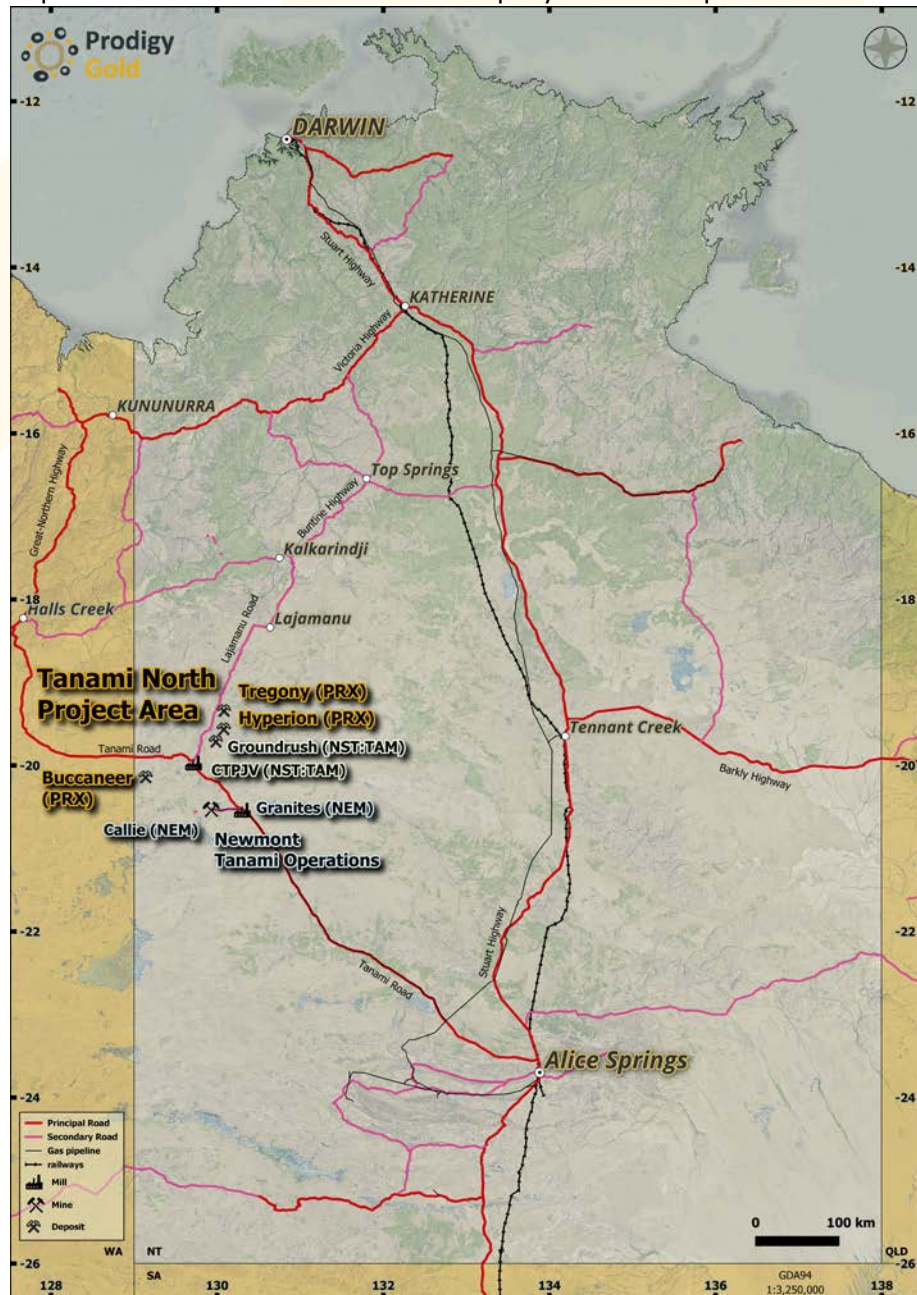 Prodigy
Gold
-12
-12
DARWIN
Stuart Highway
-14
-14
KATHERINE
Victoria Highway
KUNUNURRA
-16
-16
Top Springs
Great-Northern Highway
Buntine Highway
Kalkarindji
-18
-18
Halls Creek
Lajamanu
Lajamanu Road
Tanami North
Project Area
Tregony (PRX)
Hyperion (PRX)
Groundrush (NST:TAM)
Tennant Creek
Tanami Road
CTPJV (NST:TAM)
-20
-20
Barkly Highway
Buccaneer
(PRX)
Granites (NEM)
Callie (NEM)
Newmont
Tanami Operations
-22
-22
Stuart Highway
Tanami Road
Alice Springs
-24
-24
Principal Road
Secondary Road
Gas pipeline
railways
Mill
Mine
Deposit
0 100 km
WA NT
QLD
-26
-26
SA
GDA94
1:3,250,000
128 130 132 134 136 138